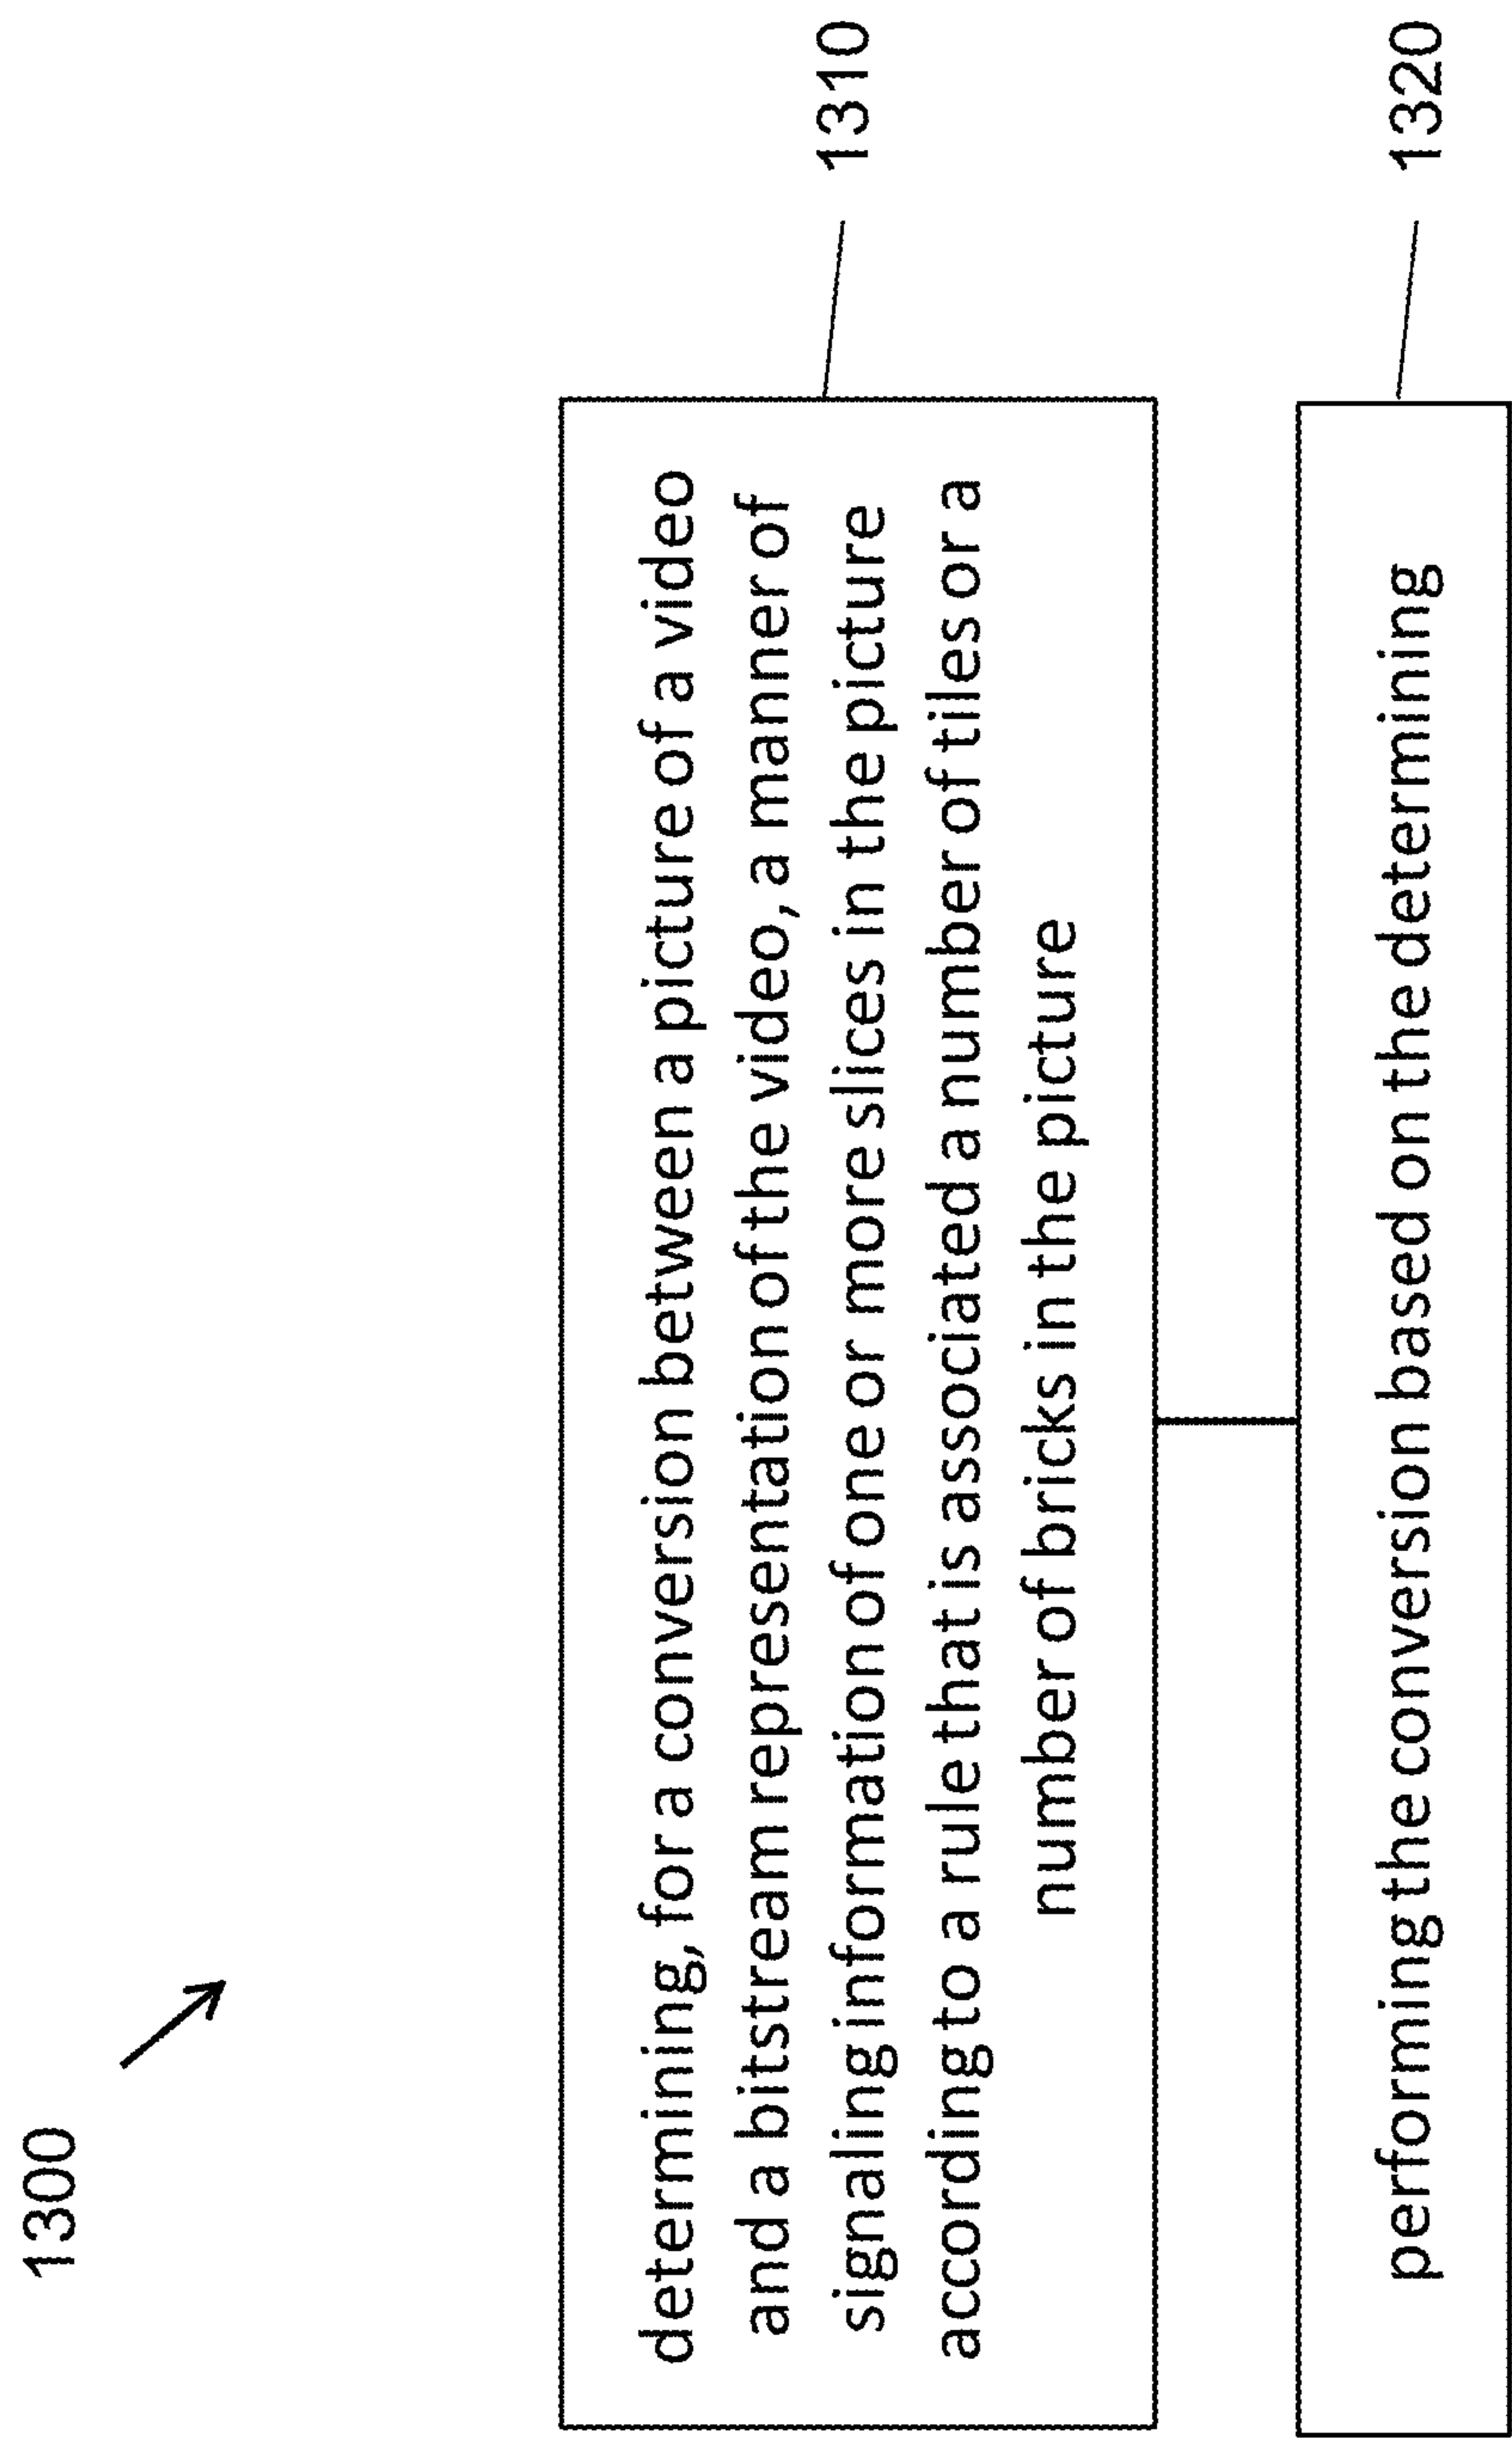 1300
determining, for a conversion between a picture of a video
and a bitstream representation of the video, a manner of
signaling information of one or more slices in the picture
according to a rule that is associated a number of tiles or a
number of bricks in the picture
1310
performing the conversion based on the determining
1320